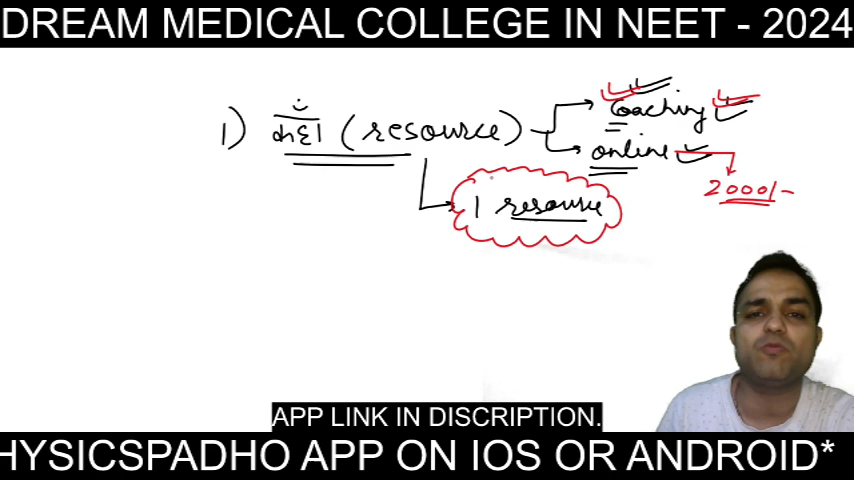 DREAM MEDICAL COLLEGE IN NEET - 2024
1) कहाँ (resource)
coaching
online
2000/-
1 resource
APP LINK IN DISCRIPTION.
HYSICSPADHO APP ON IOS OR ANDROID*